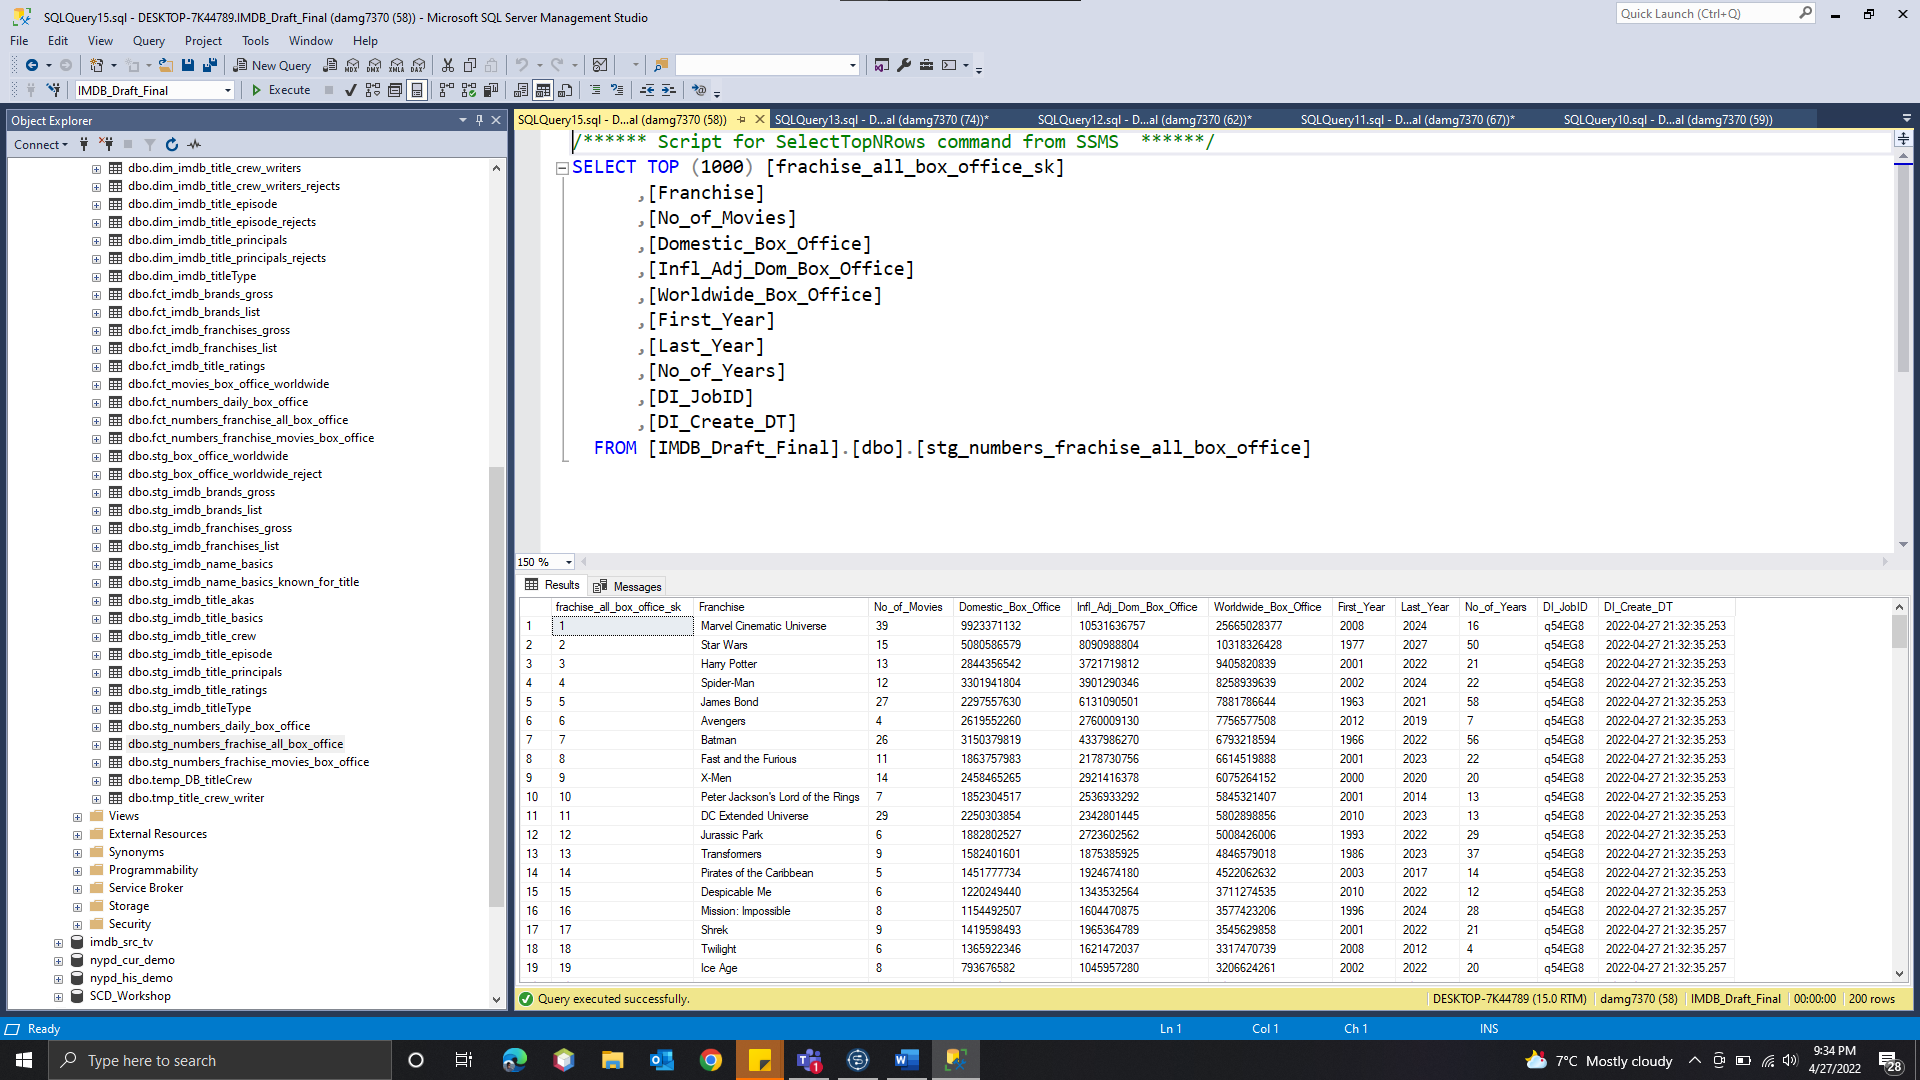 SQLQuery15.sql - DESKTOP-7K44789.IMDB_Draft_Final (damg7370 (58)) - Microsoft SQL Server Management Studio
Quick Launch (Ctrl+Q)
File Edit View Query Project Tools Window Help
New Query
MDX DMX XMLA DAX
IMDB_Draft_Final Execute
Object Explorer
Connect
dbo.dim_imdb_title_crew_writers
dbo.dim_imdb_title_crew_writers_rejects
dbo.dim_imdb_title_episode
dbo.dim_imdb_title_episode_rejects
dbo.dim_imdb_title_principals
dbo.dim_imdb_title_principals_rejects
dbo.dim_imdb_titleType
dbo.fct_imdb_brands_gross
dbo.fct_imdb_brands_list
dbo.fct_imdb_franchises_gross
dbo.fct_imdb_franchises_list
dbo.fct_imdb_title_ratings
dbo.fct_movies_box_office_worldwide
dbo.fct_numbers_daily_box_office
dbo.fct_numbers_franchise_all_box_office
dbo.fct_numbers_franchise_movies_box_office
dbo.stg_box_office_worldwide
dbo.stg_box_office_worldwide_reject
dbo.stg_imdb_brands_gross
dbo.stg_imdb_brands_list
dbo.stg_imdb_franchises_gross
dbo.stg_imdb_franchises_list
dbo.stg_imdb_name_basics
dbo.stg_imdb_name_basics_known_for_title
dbo.stg_imdb_title_akas
dbo.stg_imdb_title_basics
dbo.stg_imdb_title_crew
dbo.stg_imdb_title_episode
dbo.stg_imdb_title_principals
dbo.stg_imdb_title_ratings
dbo.stg_imdb_titleType
dbo.stg_numbers_daily_box_office
dbo.stg_numbers_frachise_all_box_office
dbo.stg_numbers_frachise_movies_box_office
dbo.temp_DB_titleCrew
dbo.tmp_title_crew_writer
Views
External Resources
Synonyms
Programmability
Service Broker
Storage
Security
imdb_src_tv
nypd_cur_demo
nypd_his_demo
SCD_Workshop
SQLQuery15.sql - D...al (damg7370 (58)) SQLQuery13.sql - D...al (damg7370 (74))* SQLQuery12.sql - D...al (damg7370 (62))* SQLQuery11.sql - D...al (damg7370 (67))* SQLQuery10.sql - D...al (damg7370 (59))
/****** Script for SelectTopNRows command from SSMS ******/
SELECT TOP (1000) [frachise_all_box_office_sk]
,[Franchise]
,[No_of_Movies]
,[Domestic_Box_Office]
,[Infl_Adj_Dom_Box_Office]
,[Worldwide_Box_Office]
,[First_Year]
,[Last_Year]
,[No_of_Years]
,[DI_JobID]
,[DI_Create_DT]
FROM [IMDB_Draft_Final].[dbo].[stg_numbers_frachise_all_box_office]
150 %
Results Messages
frachise_all_box_office_sk Franchise No_of_Movies Domestic_Box_Office Infl_Adj_Dom_Box_Office Worldwide_Box_Office First_Year Last_Year No_of_Years DI_JobID DI_Create_DT
1 1 Marvel Cinematic Universe 39 9923371132 10531636757 25665028377 2008 2024 16 q54EG8 2022-04-27 21:32:35.253
2 2 Star Wars 15 5080586579 8090988804 10318326428 1977 2027 50 q54EG8 2022-04-27 21:32:35.253
3 3 Harry Potter 13 2844356542 3721719812 9405820839 2001 2022 21 q54EG8 2022-04-27 21:32:35.253
4 4 Spider-Man 12 3301941804 3901290346 8258939639 2002 2024 22 q54EG8 2022-04-27 21:32:35.253
5 5 James Bond 27 2297557630 6131090501 7881786644 1963 2021 58 q54EG8 2022-04-27 21:32:35.253
6 6 Avengers 4 2619552260 2760009130 7756577508 2012 2019 7 q54EG8 2022-04-27 21:32:35.253
7 7 Batman 26 3150379819 4337986270 6793218594 1966 2022 56 q54EG8 2022-04-27 21:32:35.253
8 8 Fast and the Furious 11 1863757983 2178730756 6614519888 2001 2023 22 q54EG8 2022-04-27 21:32:35.253
9 9 X-Men 14 2458465265 2921416378 6075264152 2000 2020 20 q54EG8 2022-04-27 21:32:35.253
10 10 Peter Jackson's Lord of the Rings 7 1852304517 2536933292 5845321407 2001 2014 13 q54EG8 2022-04-27 21:32:35.253
11 11 DC Extended Universe 29 2250303854 2342801445 5802898856 2010 2023 13 q54EG8 2022-04-27 21:32:35.253
12 12 Jurassic Park 6 1882802527 2723602562 5008426006 1993 2022 29 q54EG8 2022-04-27 21:32:35.253
13 13 Transformers 9 1582401601 1875385925 4846579018 1986 2023 37 q54EG8 2022-04-27 21:32:35.253
14 14 Pirates of the Caribbean 5 1451777734 1924674180 4522062632 2003 2017 14 q54EG8 2022-04-27 21:32:35.253
15 15 Despicable Me 6 1220249440 1343532564 3711274535 2010 2022 12 q54EG8 2022-04-27 21:32:35.253
16 16 Mission: Impossible 8 1154492507 1604470875 3577423206 1996 2024 28 q54EG8 2022-04-27 21:32:35.257
17 17 Shrek 9 1419598493 1965364789 3545629858 2001 2022 21 q54EG8 2022-04-27 21:32:35.257
18 18 Twilight 6 1365922346 1621472037 3317470739 2008 2012 4 q54EG8 2022-04-27 21:32:35.257
19 19 Ice Age 8 793676582 1045957280 3206624261 2002 2022 20 q54EG8 2022-04-27 21:32:35.257
Query executed successfully. DESKTOP-7K44789 (15.0 RTM) damg7370 (58) IMDB_Draft_Final 00:00:00 200 rows
Ready Ln 1 Col 1 Ch 1 INS
Type here to search
7°C Mostly cloudy
9:34 PM
4/27/2022
28